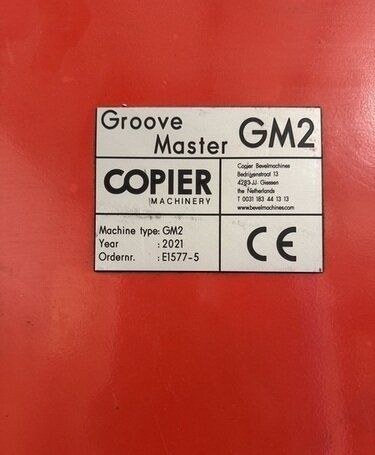 Groove
Master GM2
COPIER
MACHINERY
Copier Bevelmachines
Bedrijvenstraat 13
4283 JJ Giessen
the Netherlands
T 0031 183 44 13 13
www.bevelmachines.com
Machine type: GM2
Year : 2021
Ordernr. : E1577-5
CE